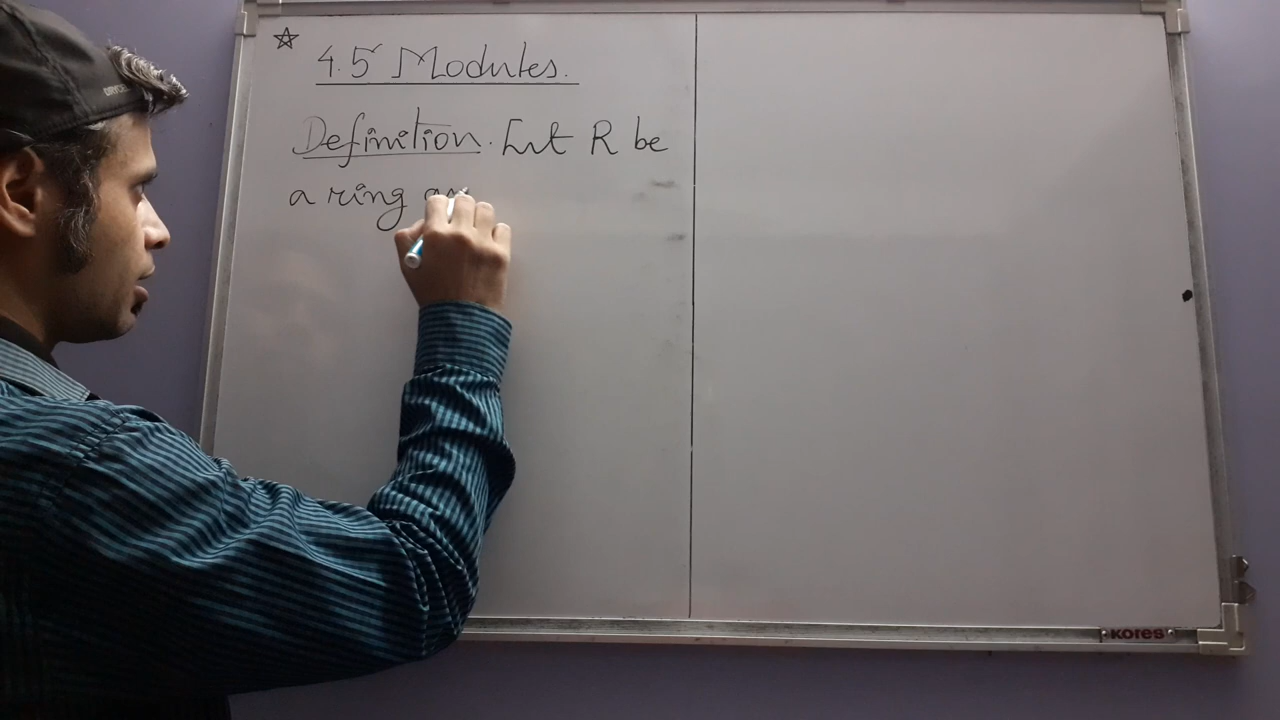 ☆ 4.5 Modules.
Definition. Let R be
a ring an
KORES